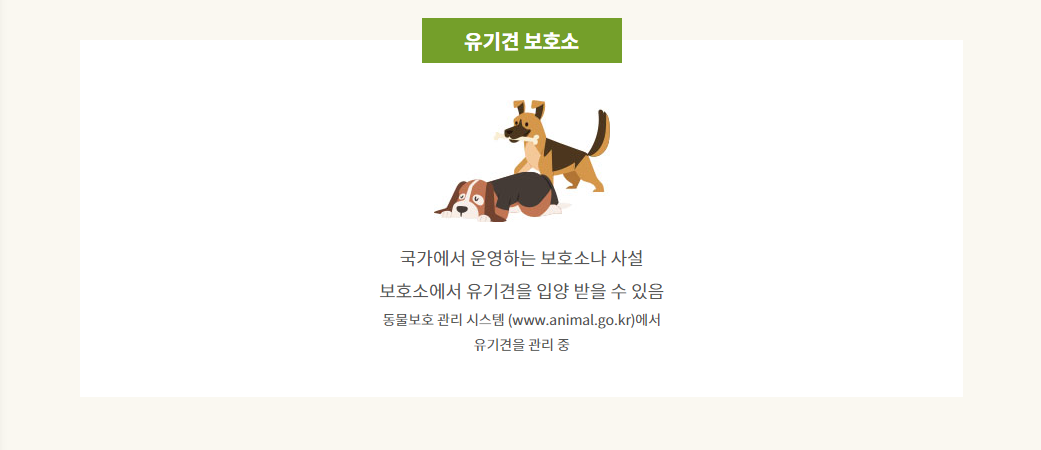 유기견 보호소
국가에서 운영하는 보호소나 사설
보호소에서 유기견을 입양 받을 수 있음
동물보호 관리 시스템 (www.animal.go.kr)에서
유기견을 관리 중